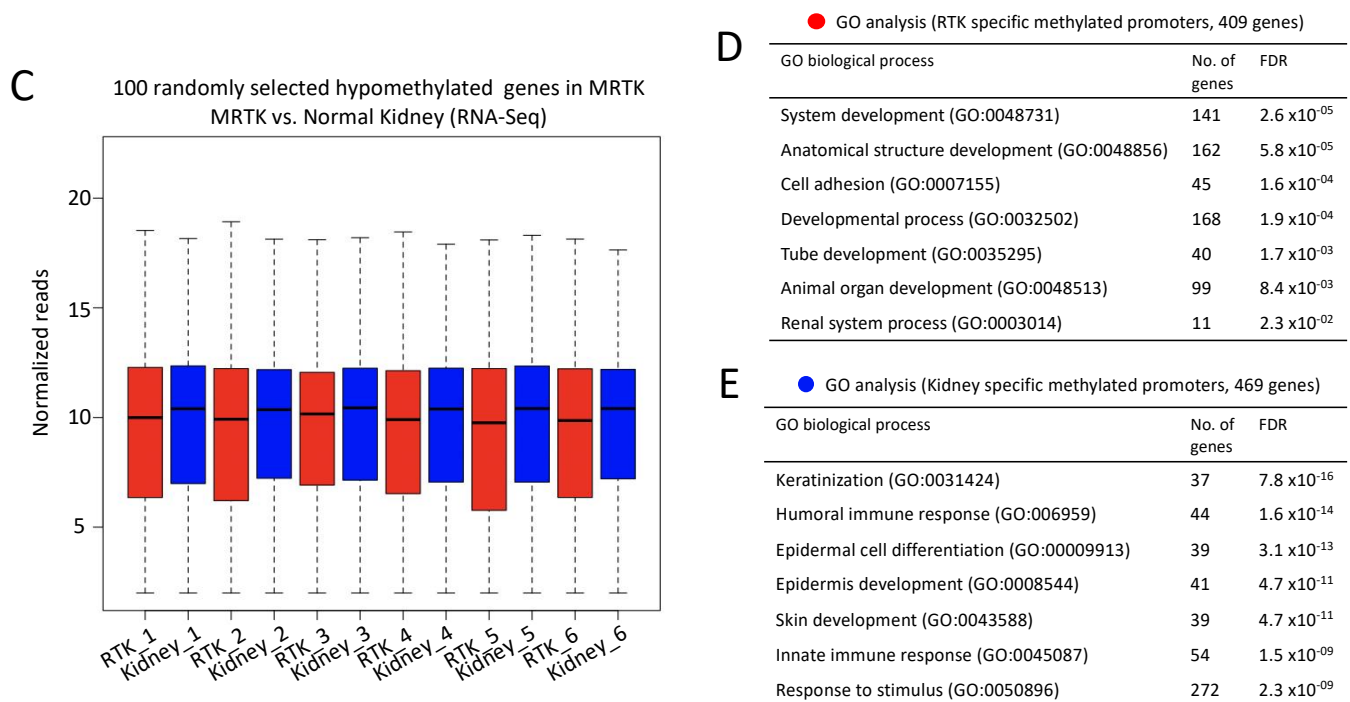 C
100 randomly selected hypomethylated genes in MRTK
MRTK vs. Normal Kidney (RNA-Seq)
Normalized reads
20
15
10
5
RTK_1
Kidney_1
RTK_2
Kidney_2
RTK_3
Kidney_3
RTK_4
Kidney_4
RTK_5
Kidney_5
RTK_6
Kidney_6
D
GO analysis (RTK specific methylated promoters, 409 genes)
GO biological process No. of genes FDR
System development (GO:0048731) 141 2.6 x10⁻⁰⁵
Anatomical structure development (GO:0048856) 162 5.8 x10⁻⁰⁵
Cell adhesion (GO:0007155) 45 1.6 x10⁻⁰⁴
Developmental process (GO:0032502) 168 1.9 x10⁻⁰⁴
Tube development (GO:0035295) 40 1.7 x10⁻⁰³
Animal organ development (GO:0048513) 99 8.4 x10⁻⁰³
Renal system process (GO:0003014) 11 2.3 x10⁻⁰²
E
GO analysis (Kidney specific methylated promoters, 469 genes)
GO biological process No. of genes FDR
Keratinization (GO:0031424) 37 7.8 x10⁻¹⁶
Humoral immune response (GO:006959) 44 1.6 x10⁻¹⁴
Epidermal cell differentiation (GO:00009913) 39 3.1 x10⁻¹³
Epidermis development (GO:0008544) 41 4.7 x10⁻¹¹
Skin development (GO:0043588) 39 4.7 x10⁻¹¹
Innate immune response (GO:0045087) 54 1.5 x10⁻⁰⁹
Response to stimulus (GO:0050896) 272 2.3 x10⁻⁰⁹